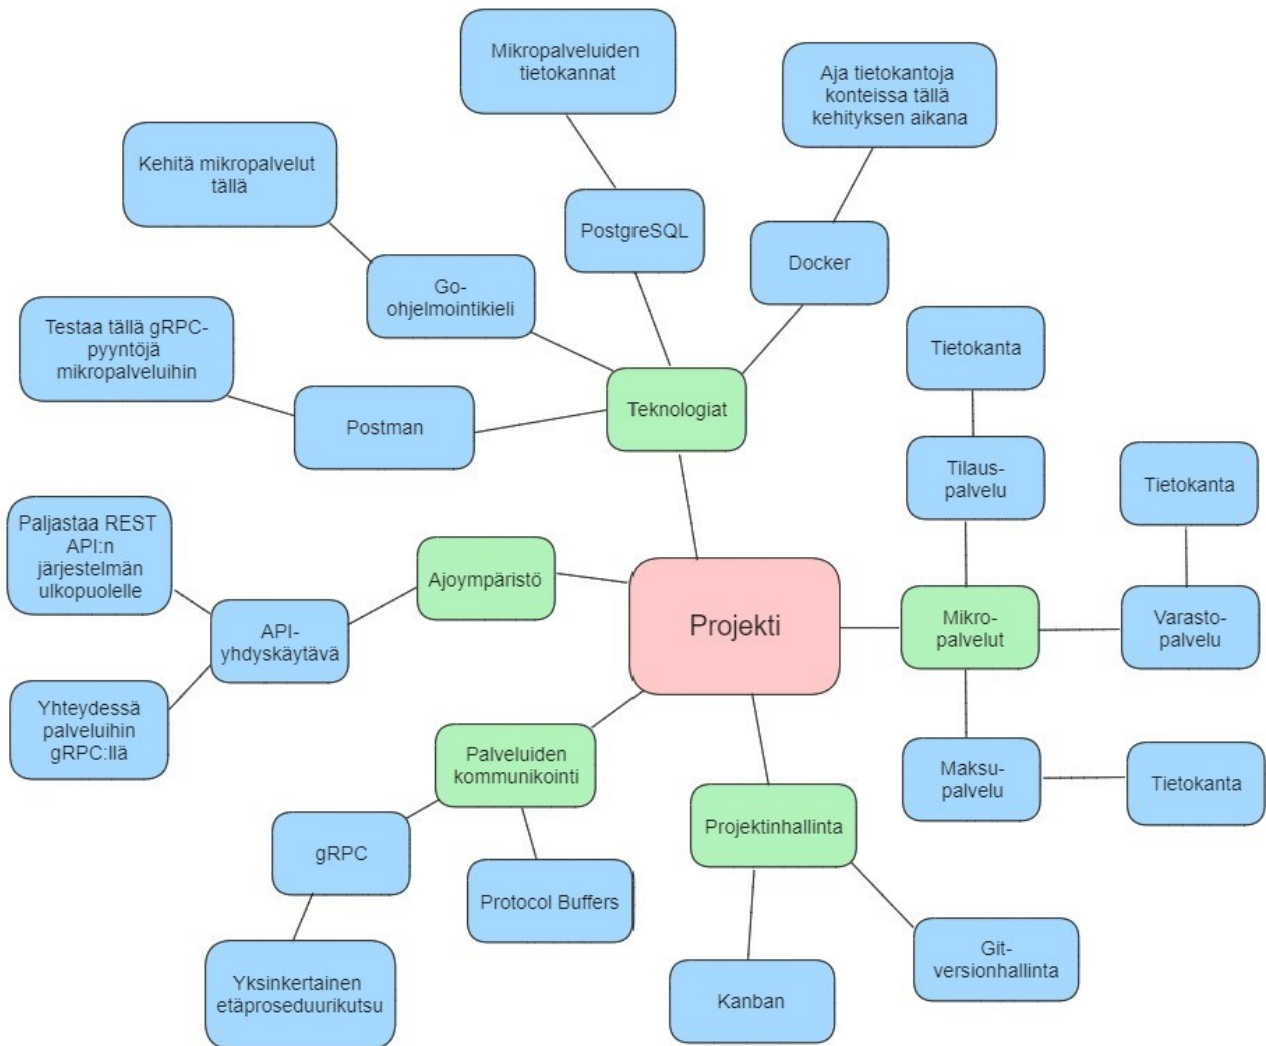 Mikropalveluiden
tietokannat
Aja tietokantoja
konteissa tällä
kehityksen aikana
Kehitä mikropalvelut
tällä
PostgreSQL
Docker
Go-
ohjelmointikieli
Testaa tällä gRPC-
pyyntöjä
mikropalveluihin
Postman
Teknologiat
Tietokanta
Tilaus-
palvelu
Tietokanta
Paljastaa REST
API:n
järjestelmän
ulkopuolelle
Ajoympäristö
API-
yhdyskäytävä
Projekti
Mikro-
palvelut
Varasto-
palvelu
Yhteydessä
palveluihin
gRPC:llä
Palveluiden
kommunikointi
Maksu-
palvelu
Tietokanta
Projektinhallinta
gRPC
Protocol Buffers
Yksinkertainen
etäproseduurikutsu
Kanban
Git-
versionhallinta